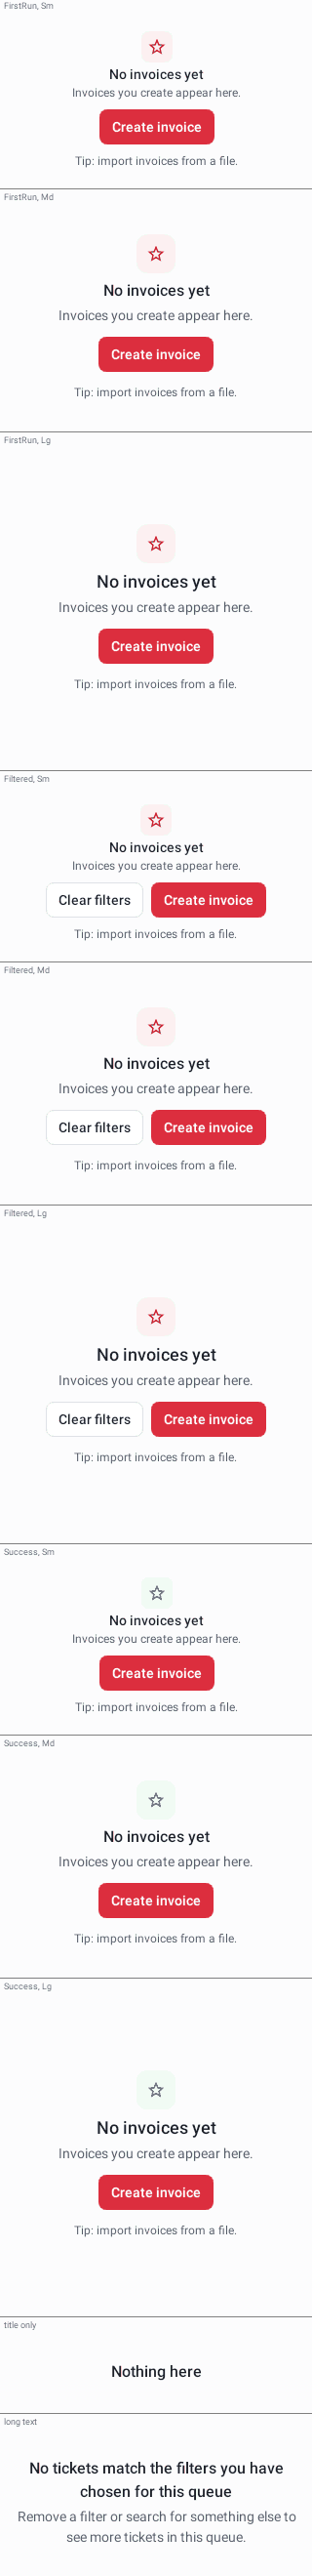 FirstRun, Sm
No invoices yet
Invoices you create appear here.
Create invoice
Tip: import invoices from a file.
FirstRun, Md
No invoices yet
Invoices you create appear here.
Create invoice
Tip: import invoices from a file.
FirstRun, Lg
No invoices yet
Invoices you create appear here.
Create invoice
Tip: import invoices from a file.
Filtered, Sm
No invoices yet
Invoices you create appear here.
Clear filters Create invoice
Tip: import invoices from a file.
Filtered, Md
No invoices yet
Invoices you create appear here.
Clear filters Create invoice
Tip: import invoices from a file.
Filtered, Lg
No invoices yet
Invoices you create appear here.
Clear filters Create invoice
Tip: import invoices from a file.
Success, Sm
No invoices yet
Invoices you create appear here.
Create invoice
Tip: import invoices from a file.
Success, Md
No invoices yet
Invoices you create appear here.
Create invoice
Tip: import invoices from a file.
Success, Lg
No invoices yet
Invoices you create appear here.
Create invoice
Tip: import invoices from a file.
title only
Nothing here
long text
No tickets match the filters you have
chosen for this queue
Remove a filter or search for something else to
see more tickets in this queue.